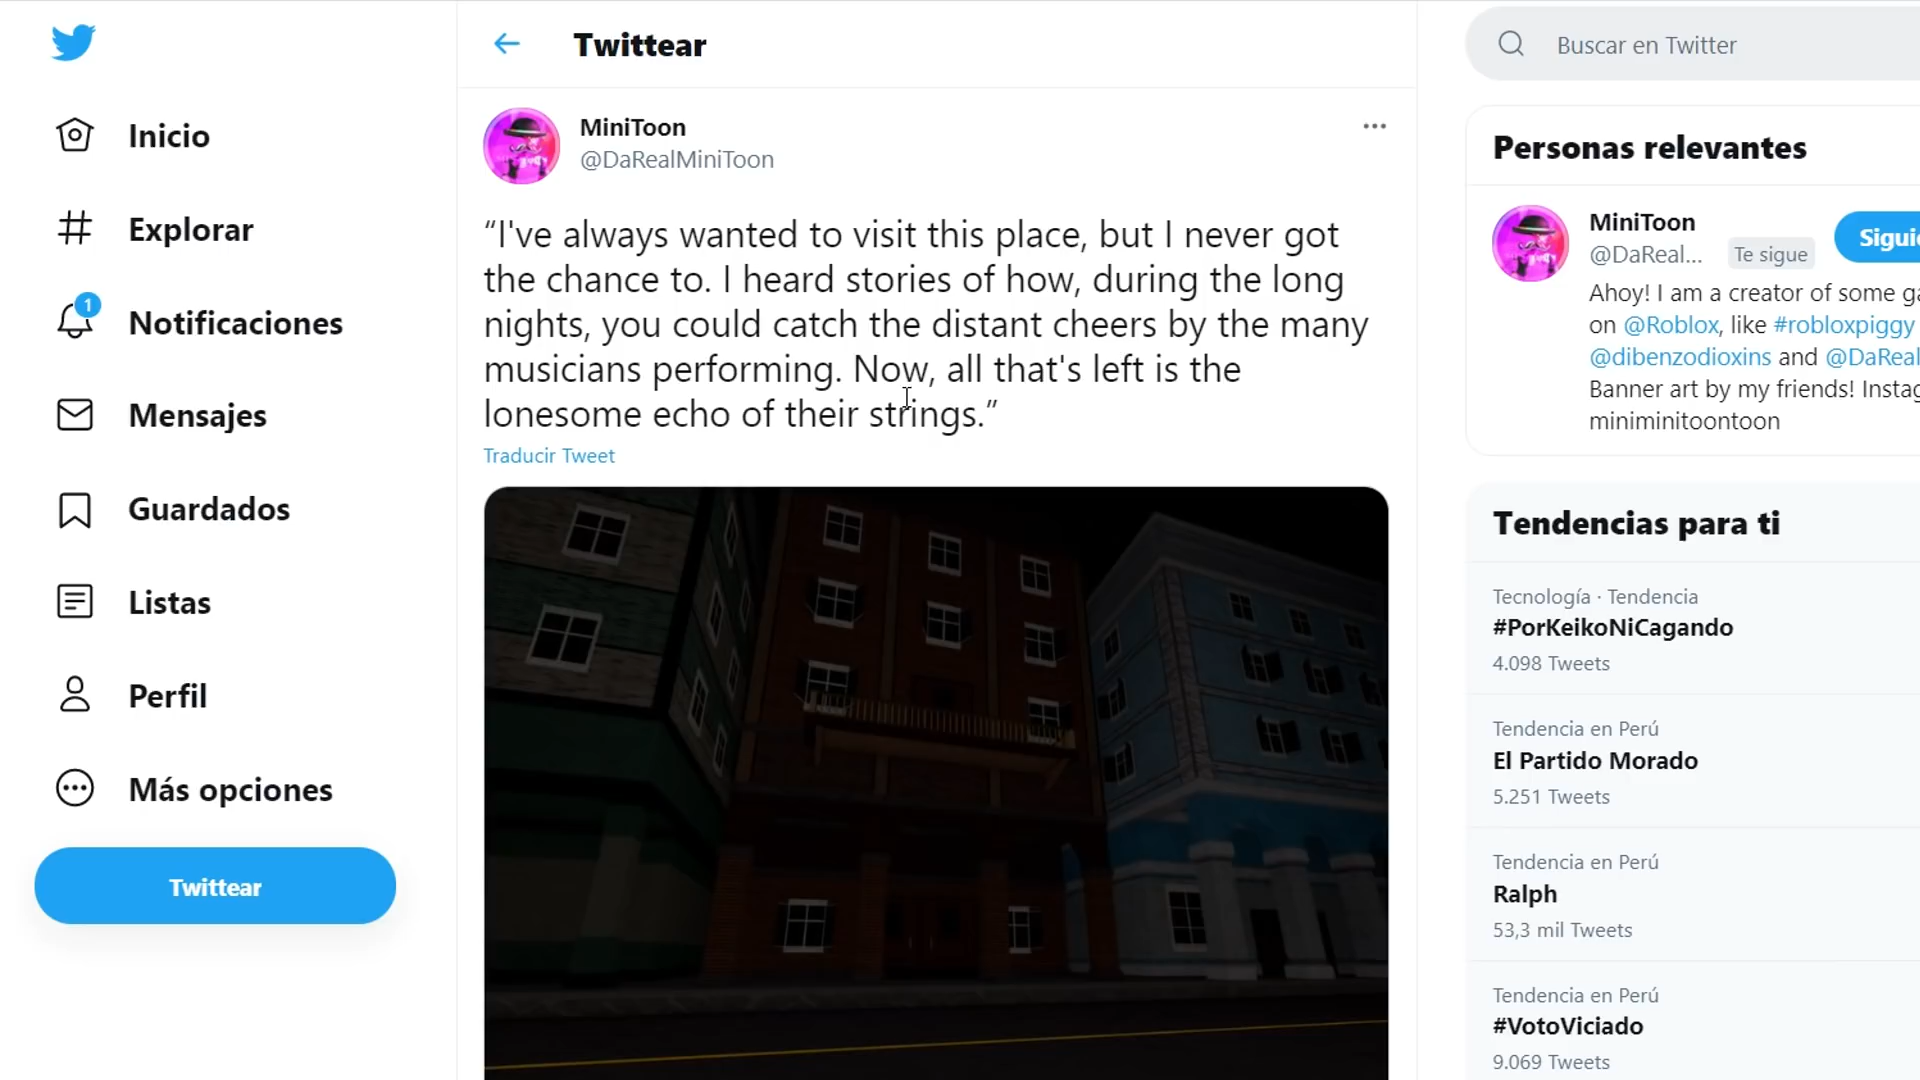 Twittear
Buscar en Twitter
Inicio
Explorar
1
Notificaciones
Mensajes
Guardados
Listas
Perfil
Más opciones
Twittear
MiniToon
@DaRealMiniToon
“I've always wanted to visit this place, but I never got
the chance to. I heard stories of how, during the long
nights, you could catch the distant cheers by the many
musicians performing. Now, all that's left is the
lonesome echo of their strings.”
Traducir Tweet
Personas relevantes
MiniToon
@DaReal... Te sigue
Ahoy! I am a creator of some
on @Roblox, like #robloxpiggy
@dibenzodioxins and @DaReal
Banner art by my friends!
miniminitoontoon
Tendencias para ti
Tecnología · Tendencia
#PorKeikoNiCagando
4.098 Tweets
Tendencia en Perú
El Partido Morado
5.251 Tweets
Tendencia en Perú
Ralph
53,3 mil Tweets
Tendencia en Perú
#VotoViciado
9.069 Tweets